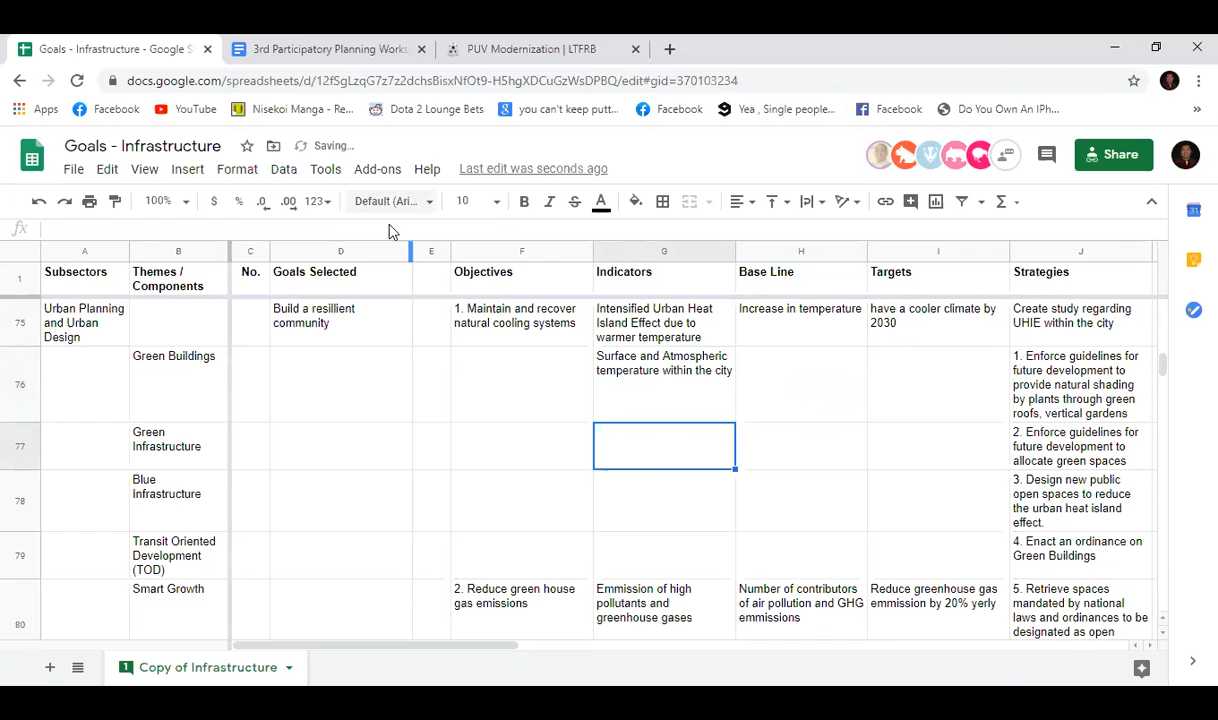 Goals - Infrastructure - Google S
3rd Participatory Planning Works
PUV Modernization | LTFRB
docs.google.com/spreadsheets/d/12fSgLzqG7z7z2dchsBisxNfOt9-H5hgXDCuGzWsDPBQ/edit#gid=370103234
Apps
Facebook
YouTube
Nisekoi Manga - Re...
Dota 2 Lounge Bets
you can't keep putt...
Facebook
Yea , Single people...
Facebook
Do You Own An IPh...
Goals - Infrastructure
Saving...
Share
File
Edit
View
Insert
Format
Data
Tools
Add-ons
Help
Last edit was seconds ago
100%
$
%
.0
.00
123
Default (Ari...
10
B
I
S
A
31
fx
A
B
C
D
E
F
G
H
I
J
1
Subsectors
Themes /
Components
No.
Goals Selected
Objectives
Indicators
Base Line
Targets
Strategies
75
Urban Planning
and Urban
Design
Build a resillient
community
1. Maintain and recover
natural cooling systems
Intensified Urban Heat
Island Effect due to
warmer temperature
Increase in temperature
have a cooler climate by
2030
Create study regarding
UHIE within the city
76
Green Buildings
Surface and Atmospheric
temperature within the city
1. Enforce guidelines for
future development to
provide natural shading
by plants through green
roofs, vertical gardens
77
Green
Infrastructure
2. Enforce guidelines for
future development to
allocate green spaces
78
Blue
Infrastructure
3. Design new public
open spaces to reduce
the urban heat island
effect.
79
Transit Oriented
Development
(TOD)
4. Enact an ordinance on
Green Buildings
80
Smart Growth
2. Reduce green house
gas emissions
Emmission of high
pollutants and
greenhouse gases
Number of contributors
of air pollution and GHG
emmissions
Reduce greenhouse gas
emmission by 20% yerly
5. Retrieve spaces
mandated by national
laws and ordinances to be
designated as open
1
Copy of Infrastructure